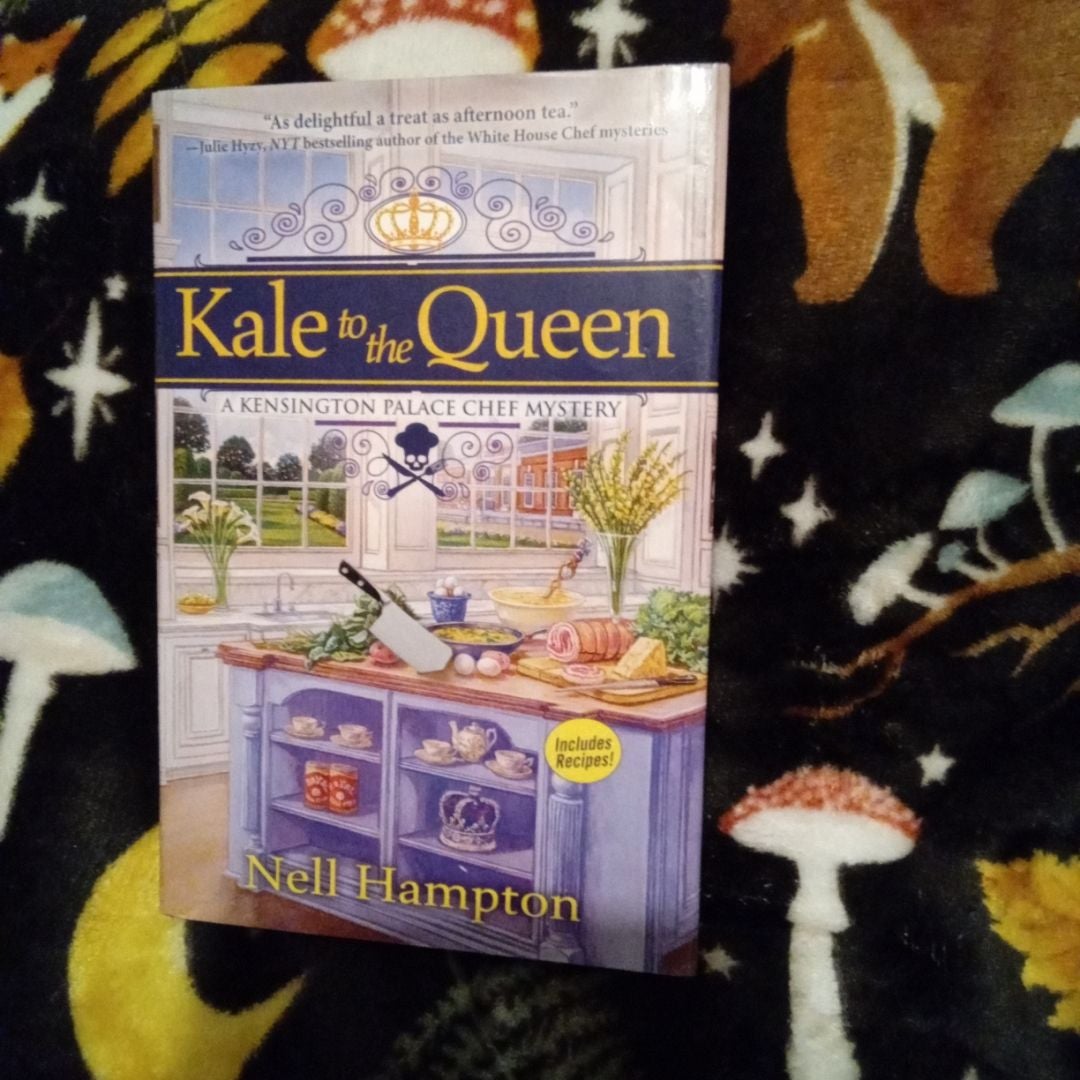 “As delightful a treat as afternoon tea.”
—Julie Hyzy, NYT bestselling author of the White House Chef mysteries
Kale to the Queen
A KENSINGTON PALACE CHEF MYSTERY
Includes
Recipes!
Nell Hampton